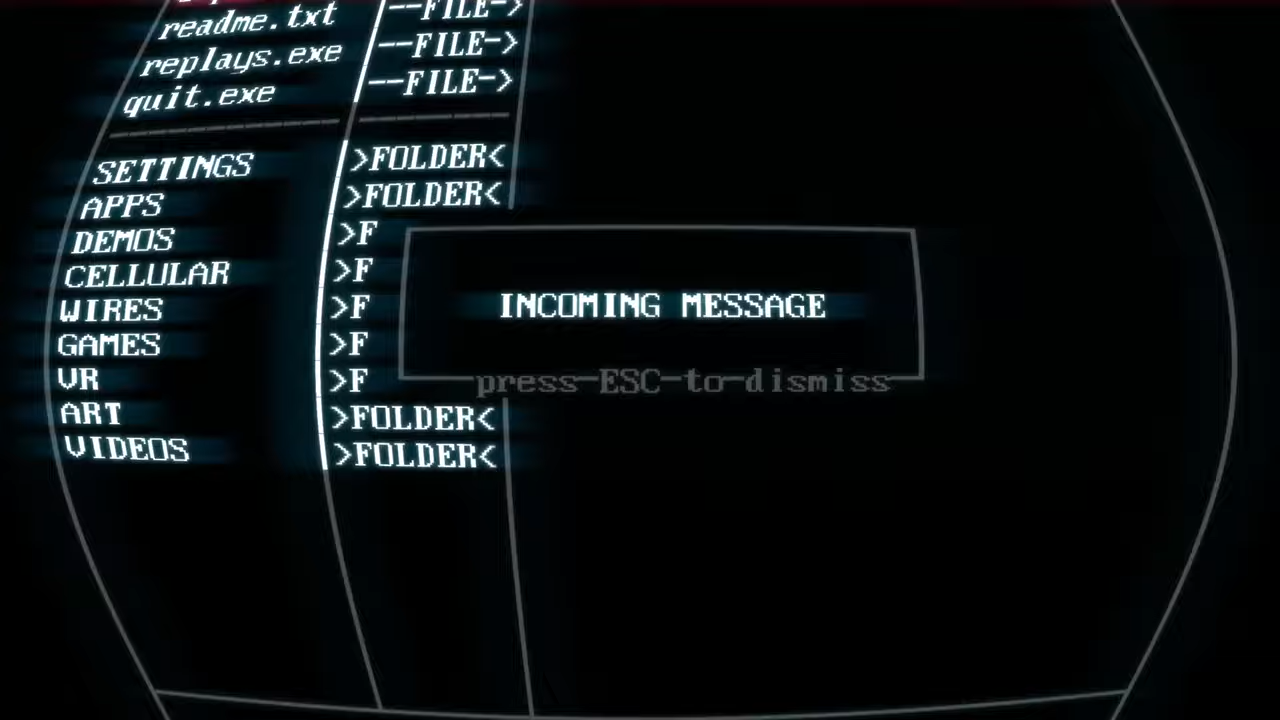 --FILE->
readme.txt --FILE->
replays.exe --FILE->
quit.exe
SETTINGS >FOLDER<
APPS >FOLDER<
DEMOS >F
CELLULAR >F
WIRES >F
GAMES >F
VR >F
ART >FOLDER<
VIDEOS >FOLDER<
INCOMING MESSAGE
press ESC to dismiss